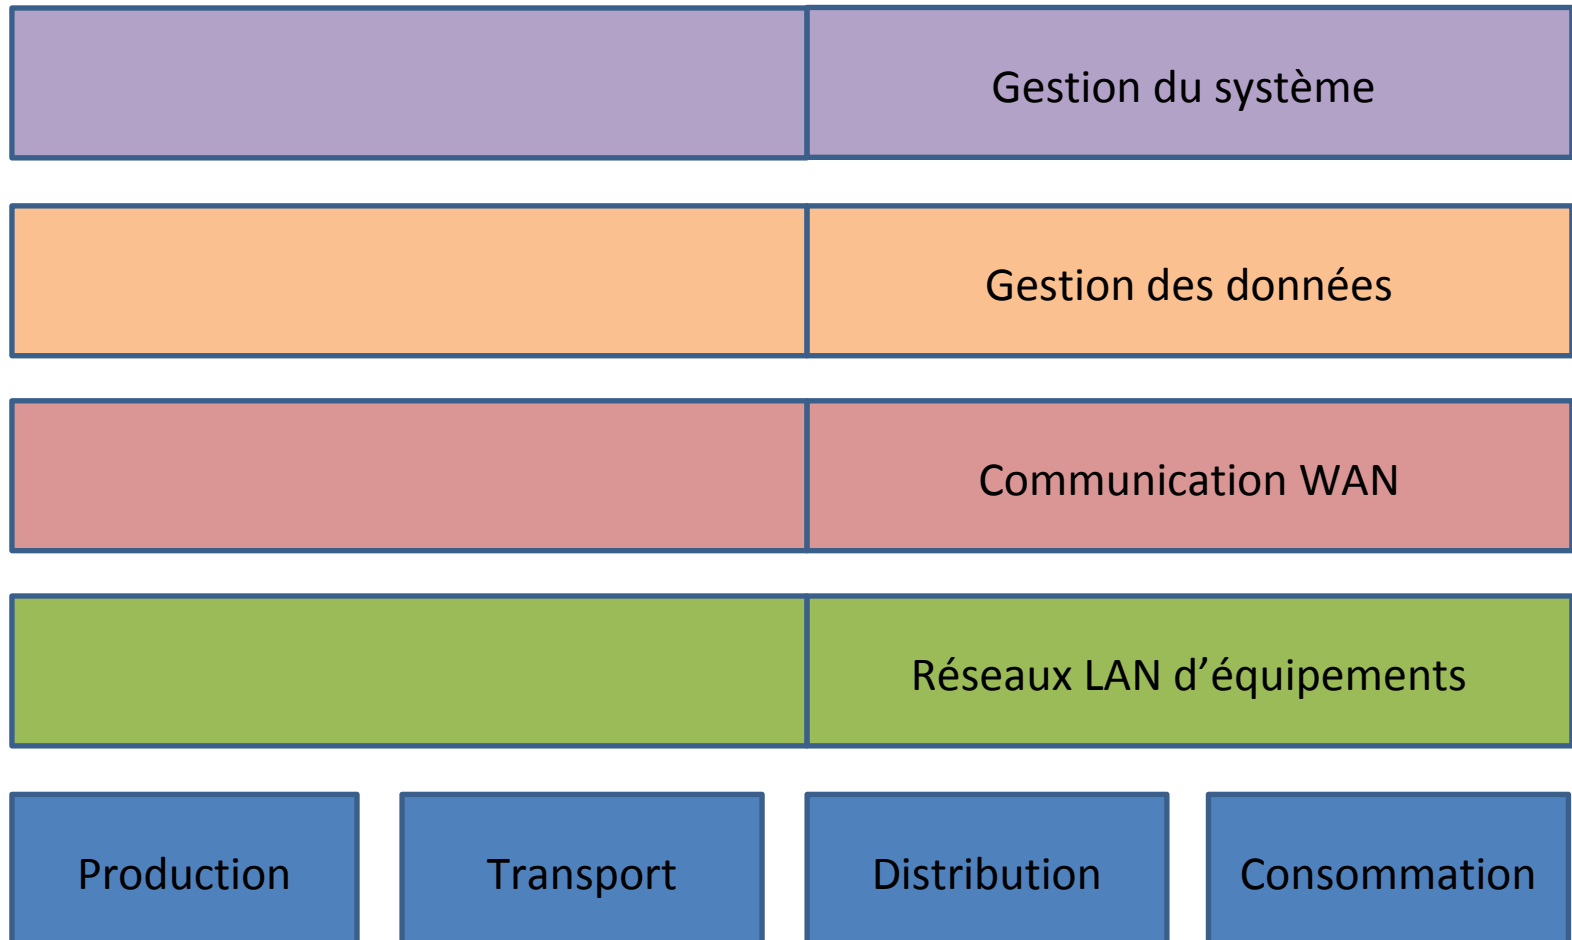 Gestion du système
Gestion des données
Communication WAN
Réseaux LAN d’équipements
Production
Transport
Distribution
Consommation